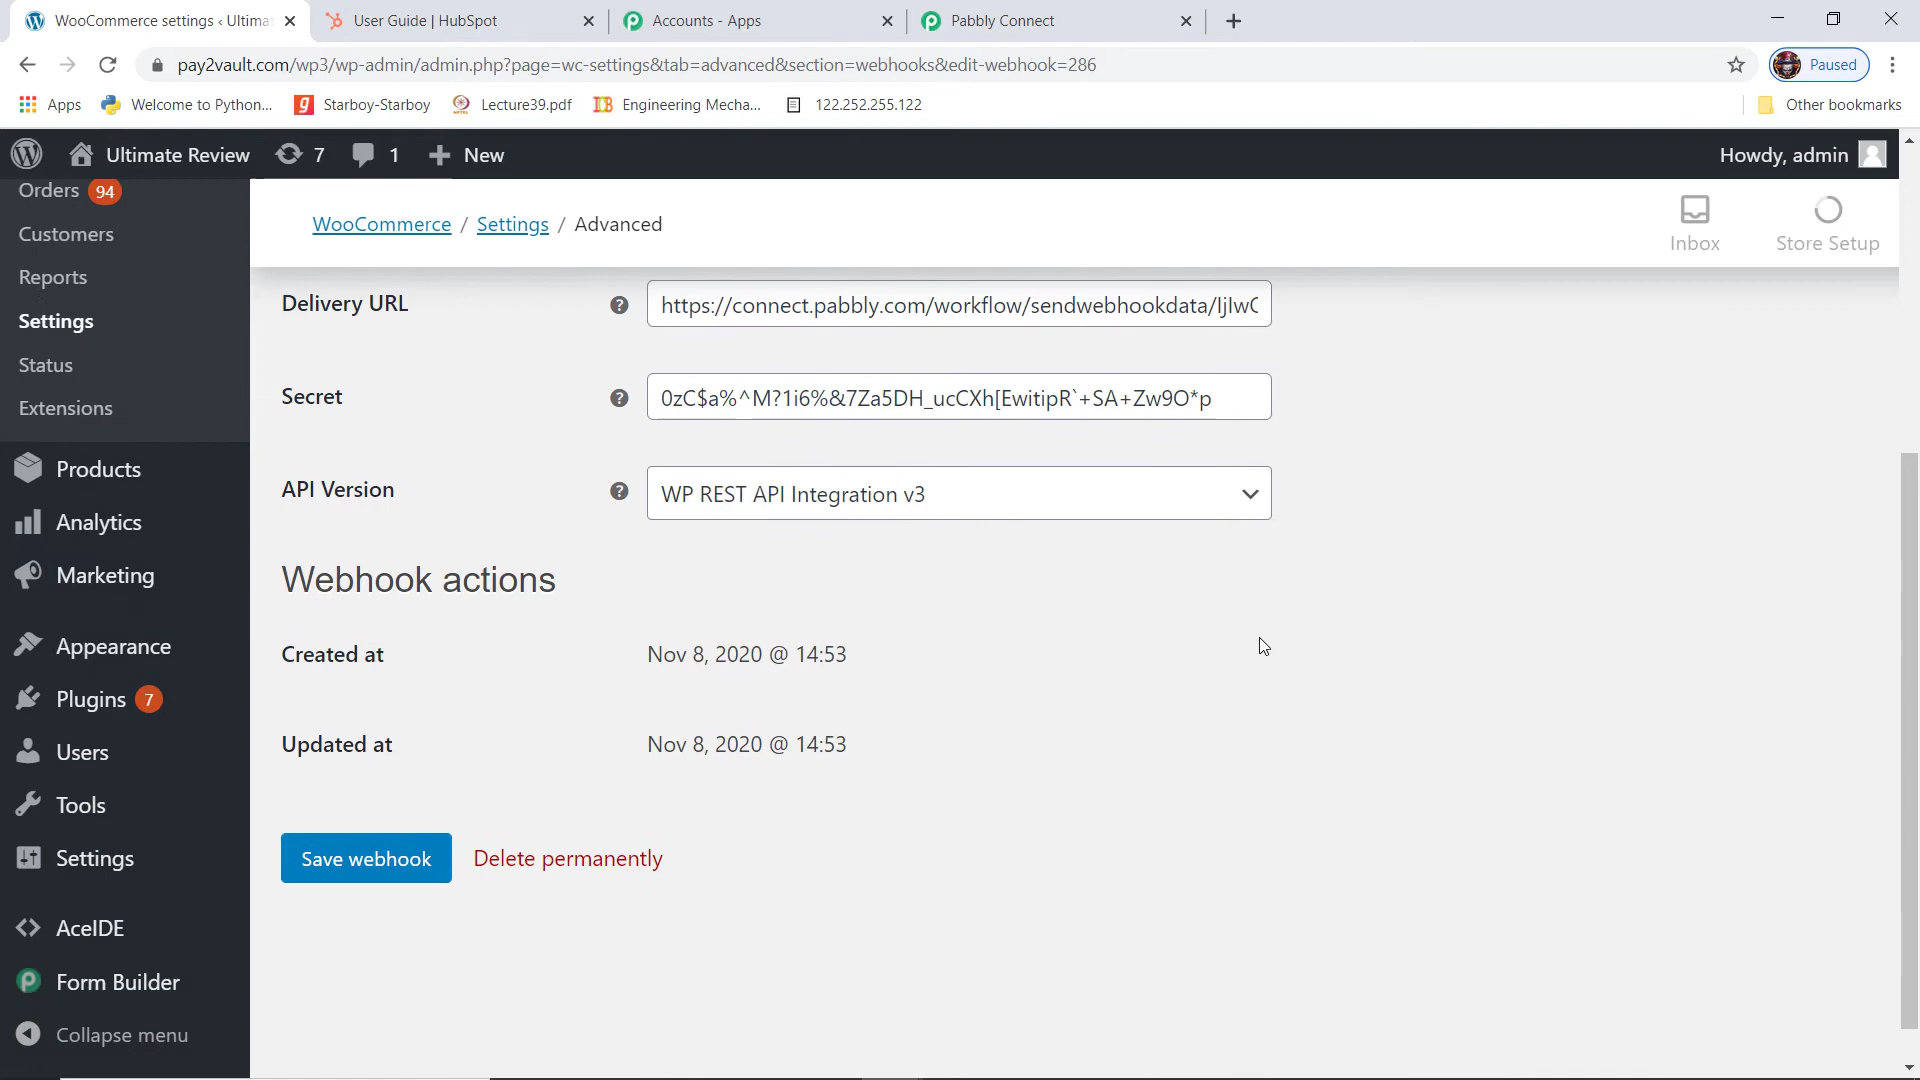 WooCommerce settings ‹ Ultima
User Guide | HubSpot
Accounts - Apps
Pabbly Connect
pay2vault.com/wp3/wp-admin/admin.php?page=wc-settings&tab=advanced&section=webhooks&edit-webhook=286
Paused
Apps
Welcome to Python...
Starboy-Starboy
Lecture39.pdf
Engineering Mecha...
122.252.255.122
Other bookmarks
Ultimate Review
7
1
New
Howdy, admin
Orders 94
Customers
Reports
Settings
Status
Extensions
Products
Analytics
Marketing
Appearance
Plugins 7
Users
Tools
Settings
AceIDE
Form Builder
Collapse menu
WooCommerce / Settings / Advanced
Inbox
Store Setup
Delivery URL
https://connect.pabbly.com/workflow/sendwebhookdata/IjIwC
Secret
0zC$a%^M?1i6%&7Za5DH_ucCXh[EwitipR`+SA+Zw9O*p
API Version
WP REST API Integration v3
Webhook actions
Created at
Nov 8, 2020 @ 14:53
Updated at
Nov 8, 2020 @ 14:53
Save webhook
Delete permanently